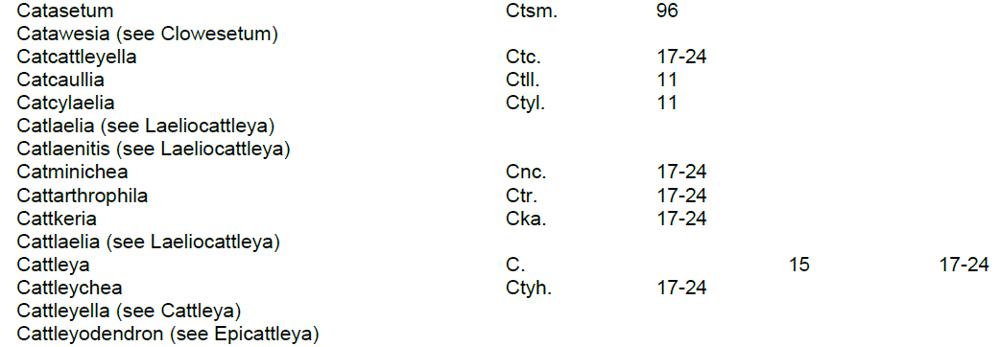 Catasetum Ctsm. 96
Catawesia (see Clowesetum)
Catcattleyella Ctc. 17-24
Catcaullia Ctll. 11
Catcylaelia Ctyl. 11
Catlaelia (see Laeliocattleya)
Catlaenitis (see Laeliocattleya)
Catminichea Cnc. 17-24
Cattarthrophila Ctr. 17-24
Cattkeria Cka. 17-24
Cattlaelia (see Laeliocattleya)
Cattleya C. 15 17-24
Cattleychea Ctyh. 17-24
Cattleyella (see Cattleya)
Cattleyodendron (see Epicattleya)